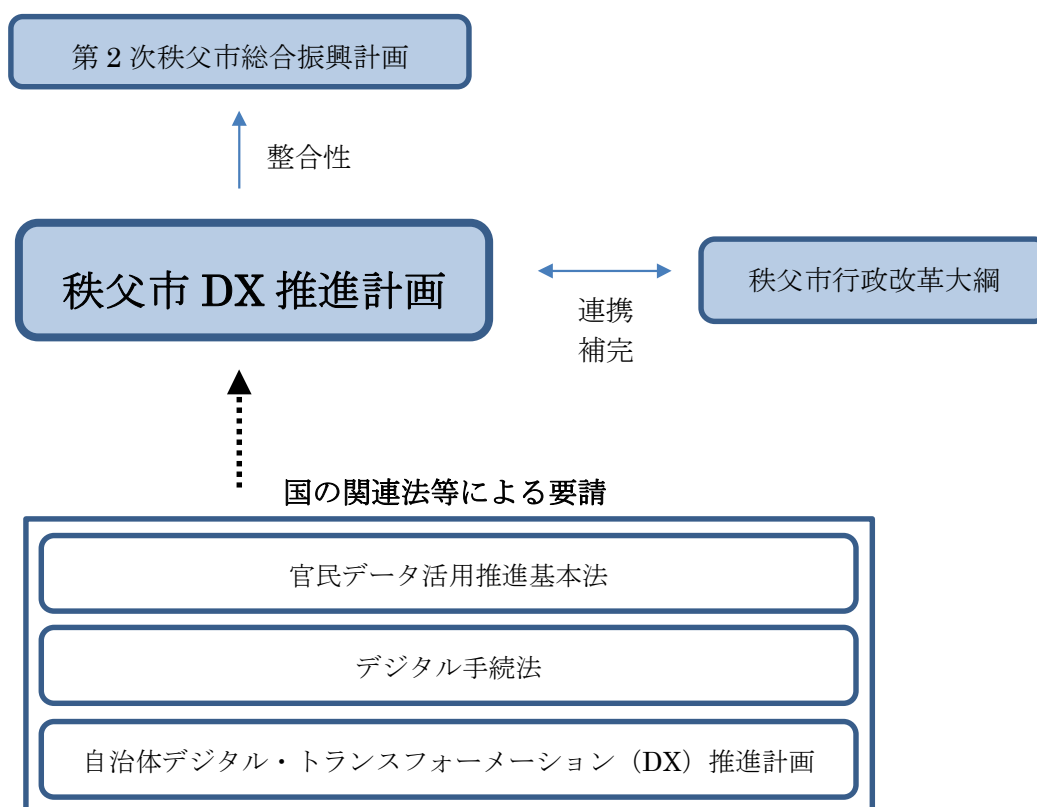 第2次秩父市総合振興計画
整合性
秩父市 DX 推進計画
秩父市行政改革大綱
連携
補完
国の関連法等による要請
官民データ活用推進基本法
デジタル手続法
自治体デジタル・トランスフォーメーション（DX）推進計画